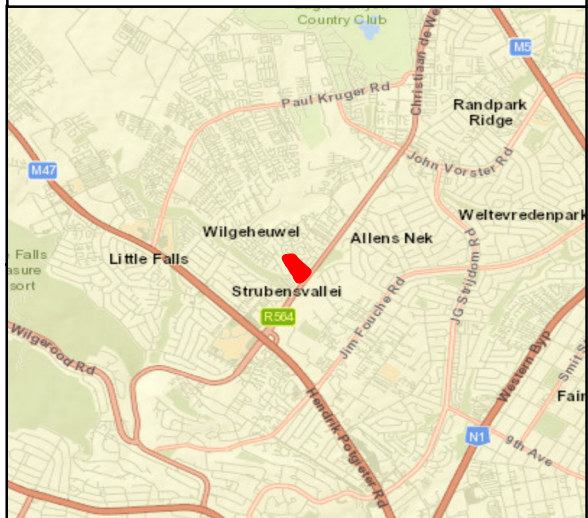 Country Club
M5
Christiaan de We
Paul Kruger Rd
Randpark
Ridge
John Vorster Rd
M47
Weltevredenpark
Wilgeheuwel
Allens Nek
Falls
asure
sort
Little Falls
Strubensvallei
R564
JG Strijdom Rd
Jim Fouche Rd
Wilgerood Rd
Western Byp
Smit S
Hendrik Potgieter Rd
Fair
N1
9th Ave